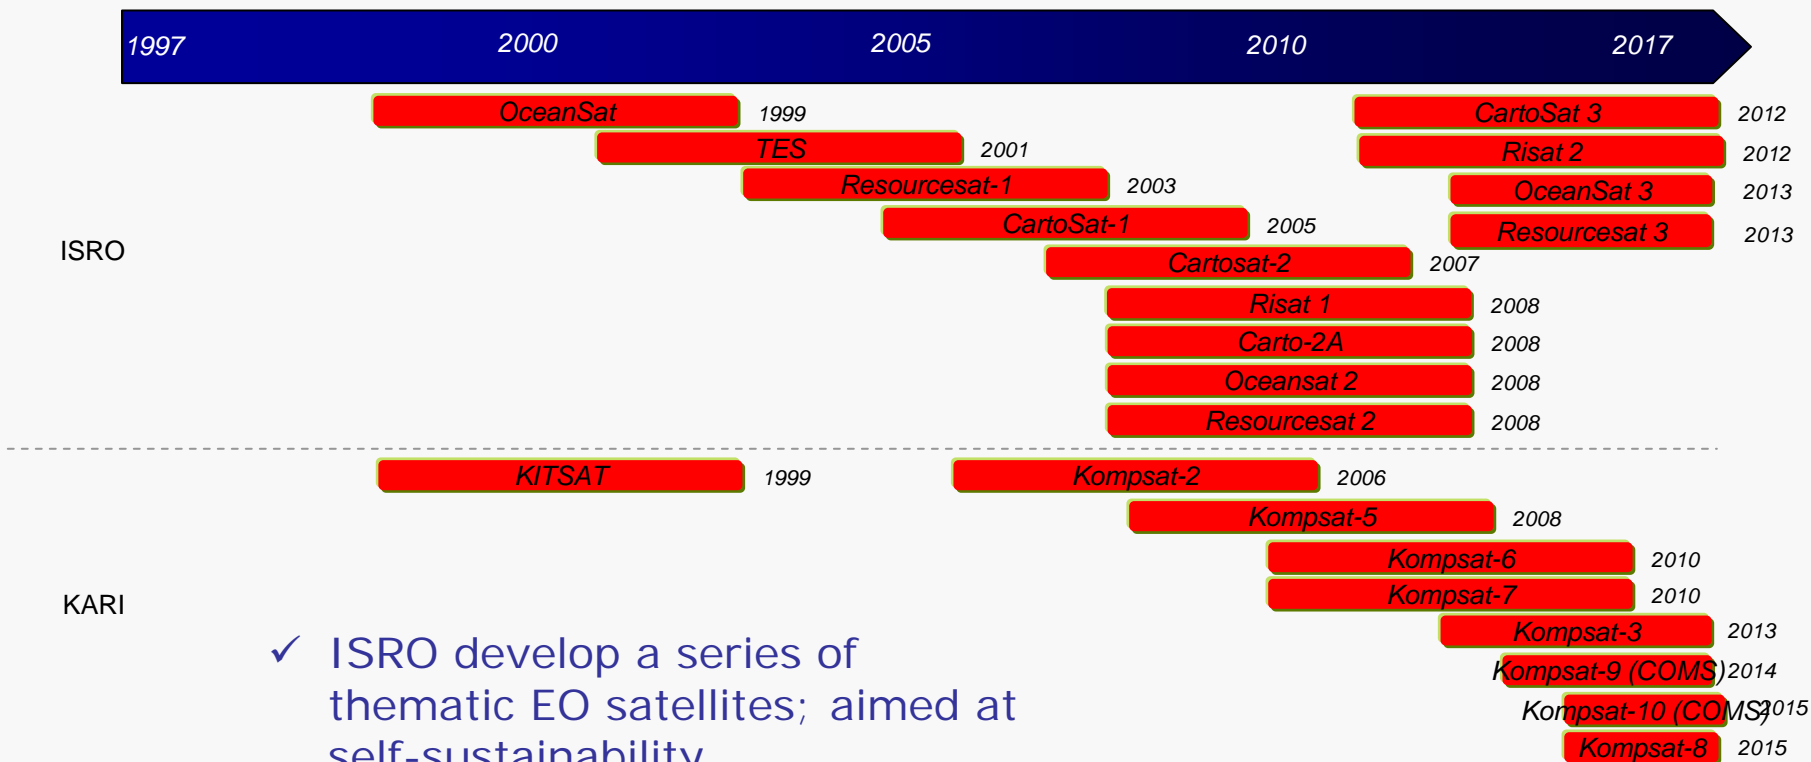 1997 2000 2005 2010 2017
OceanSat 1999 CartoSat 3 2012
TES 2001 Risat 2 2012
Resourcesat-1 2003 OceanSat 3 2013
CartoSat-1 2005 Resourcesat 3 2013
ISRO
Cartosat-2 2007
Risat 1 2008
Carto-2A 2008
Oceansat 2 2008
Resourcesat 2 2008
KITSAT 1999 Kompsat-2 2006
Kompsat-5 2008
Kompsat-6 2010
Kompsat-7 2010
KARI
Kompsat-3 2013
Kompsat-9 (COMS) 2014
Kompsat-10 (COMS) 2015
Kompsat-8 2015
✓ ISRO develop a series of
thematic EO satellites; aimed at
self-sustainability